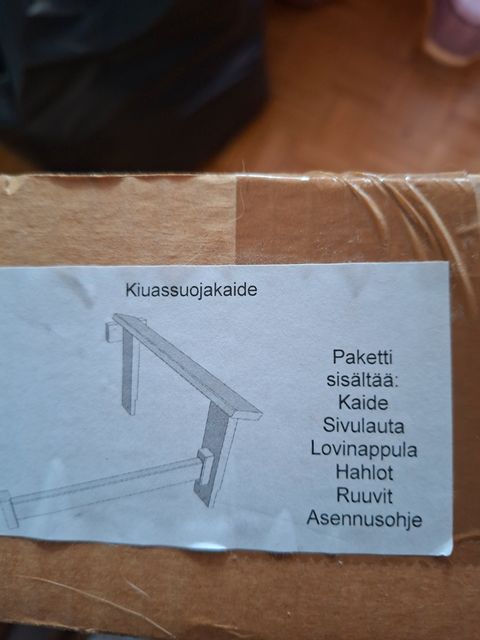 Kiuassuojakaide
Paketti
sisältää:
Kaide
Sivulauta
Lovinappula
Hahlot
Ruuvit
Asennusohje